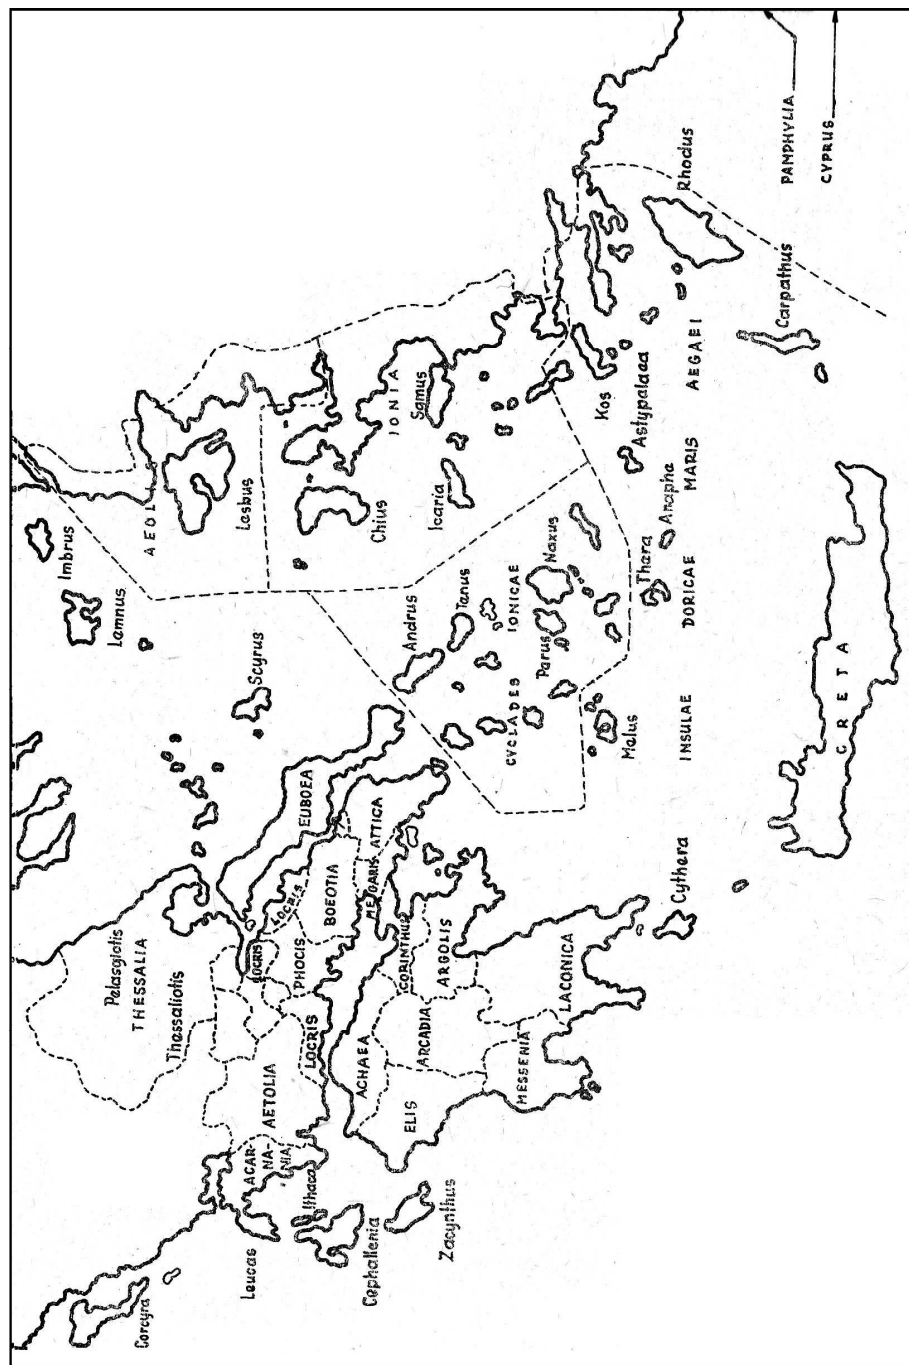 Corcyra
Leucas
Ithaca
Cephallenia
Zacynthus
ACAR-
NA-
NIA
AETOLIA
Pelasgiotis
THESSALIA
Thessaliotis
LOCRIS
LOCRIS
LOCRIS
PHOCIS
BOEOTIA
EUBOEA
ATTICA
MEGARIS
CORINTHUS
ACHAEA
ELIS
ARCADIA
ARGOLIS
MESSENIA
LACONICA
Cythera
Imbrus
Lemnus
Scyrus
AEOLIS
Lesbus
Chius
IONIA
Samus
Icaria
Andrus
Tenus
CYCLADES IONICAE
Parus
Naxus
Melus
Thera
Anaphe
Astypalaea
Kos
Rhodus
Carpathus
INSULAE DORICAE MARIS AEGAEI
CRETA
PAMPHYLIA
CYPRUS